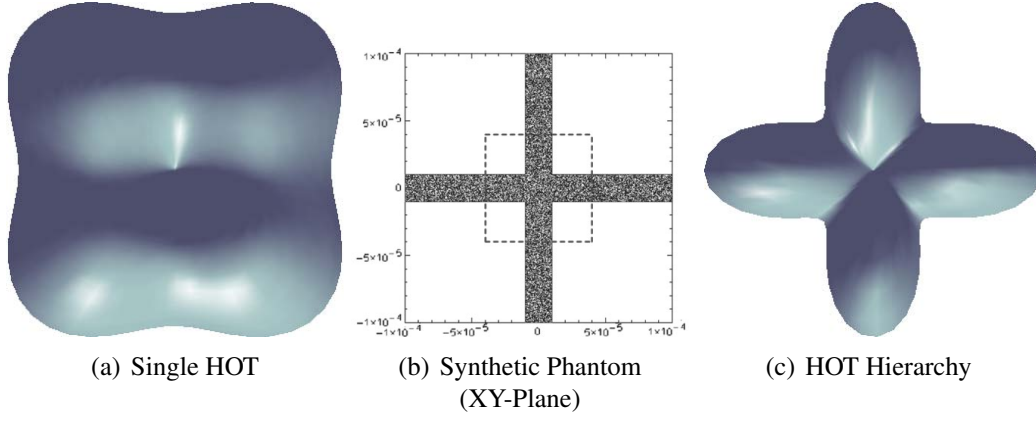 1×10⁻⁴
5×10⁻⁵
0
−5×10⁻⁵
−1×10⁻⁴
−1×10⁻⁴ −5×10⁻⁵ 0 5×10⁻⁵ 1×10⁻⁴
(a) Single HOT
(b) Synthetic Phantom
(XY-Plane)
(c) HOT Hierarchy